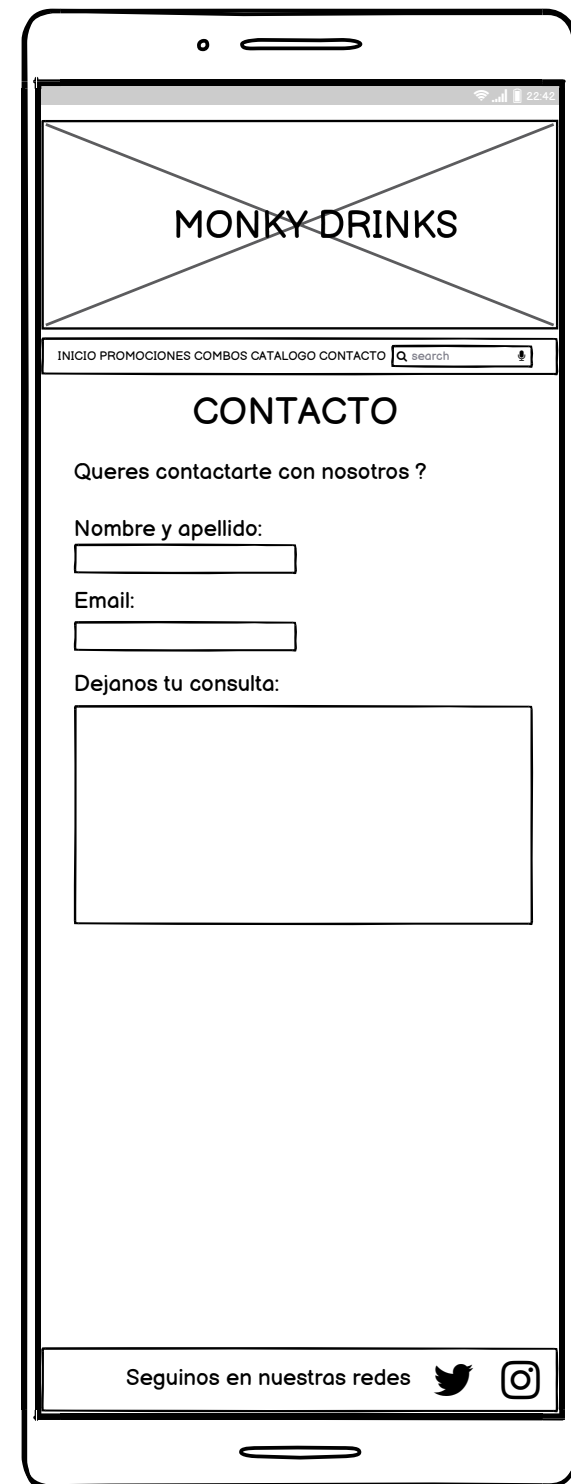 22:42
MONKY DRINKS
INICIO PROMOCIONES COMBOS CATALOGO CONTACTO search
CONTACTO
Queres contactarte con nosotros ?
Nombre y apellido:
Email:
Dejanos tu consulta:
Seguinos en nuestras redes